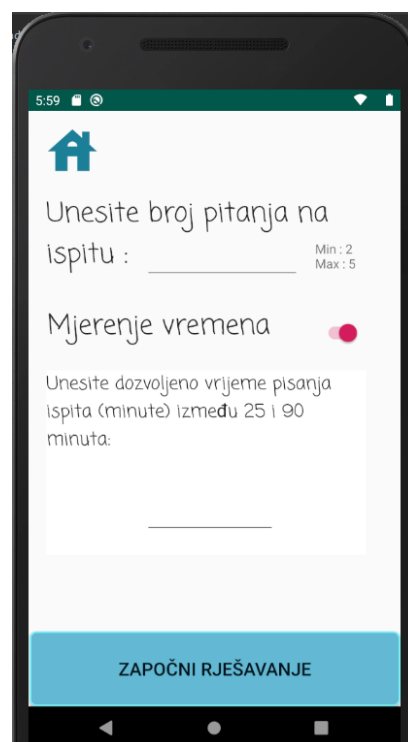 5:59
Unesite broj pitanja na
ispitu :
Min : 2
Max : 5
Mjerenje vremena
Unesite dozvoljeno vrijeme pisanja
ispita (minute) između 25 i 90
minuta:
ZAPOČNI RJEŠAVANJE